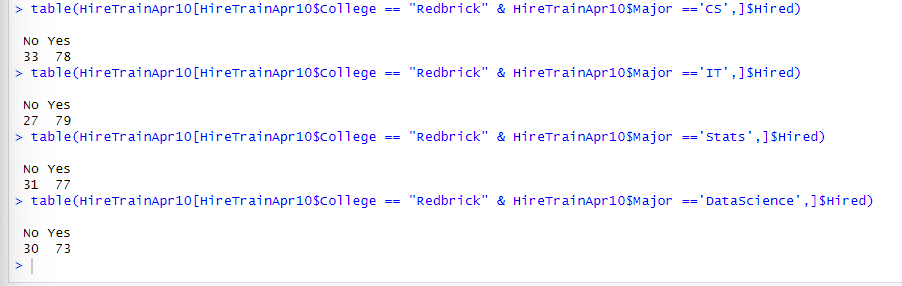 > table(HireTrainApr10[HireTrainApr10$College == "Redbrick" & HireTrainApr10$Major =='CS',]$Hired)
No Yes
33 78
> table(HireTrainApr10[HireTrainApr10$College == "Redbrick" & HireTrainApr10$Major =='IT',]$Hired)
No Yes
27 79
> table(HireTrainApr10[HireTrainApr10$College == "Redbrick" & HireTrainApr10$Major =='Stats',]$Hired)
No Yes
31 77
> table(HireTrainApr10[HireTrainApr10$College == "Redbrick" & HireTrainApr10$Major =='DataScience',]$Hired)
No Yes
30 73
>